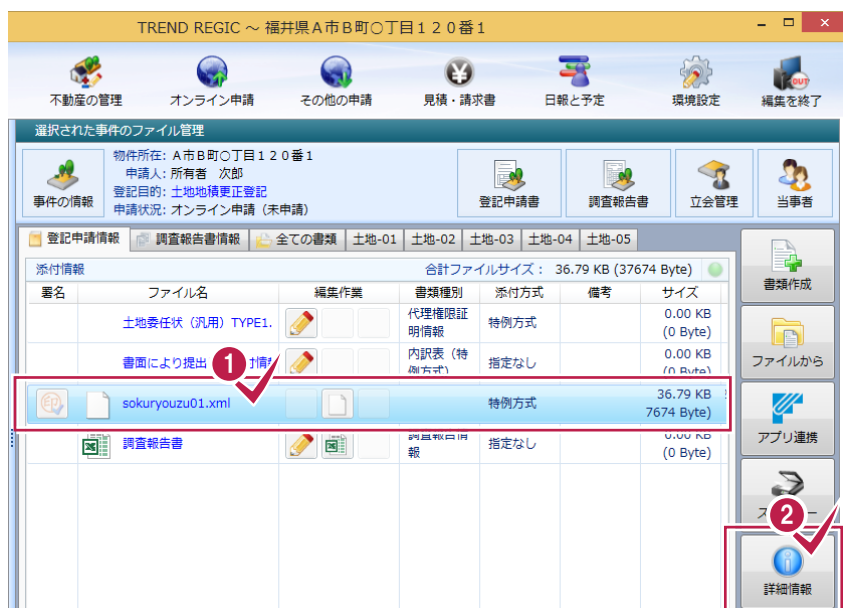 TREND REGIC ～ 福井県A市B町○丁目１２０番1
不動産の管理 オンライン申請 その他の申請 見積・請求書 日報と予定 環境設定 編集を終了
OUT
選択された事件のファイル管理
事件の情報
物件所在: A市B町○丁目１２０番1
申請人: 所有者　次郎
登記目的: 土地地積更正登記
申請状況: オンライン申請（未申請）
登記申請書 調査報告書 立会管理 当事者
登記申請情報 調査報告書情報 全ての書類 土地-01 土地-02 土地-03 土地-04 土地-05
添付情報 合計ファイルサイズ： 36.79 KB (37674 Byte)
署名 ファイル名 編集作業 書類種別 添付方式 備考 サイズ
土地委任状（汎用）TYPE1. 代理権限証明情報 特例方式 0.00 KB (0 Byte)
書面により提出 付情 内訳表（特例方式） 指定なし 0.00 KB (0 Byte)
1
sokuryouzu01.xml 特例方式 36.79 KB 7674 Byte)
調査報告書 調査報告情報 指定なし 0.00 KB (0 Byte)
書類作成
ファイルから
アプリ連携
2
詳細情報